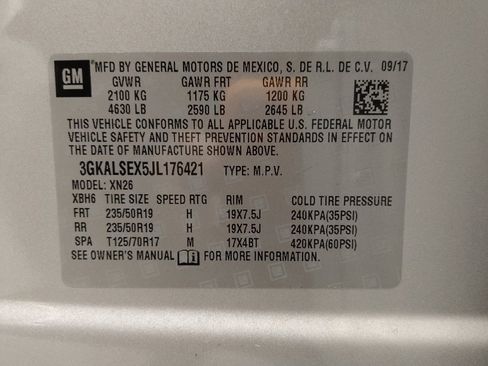 GM MFD BY GENERAL MOTORS DE MEXICO, S. DE R.L. DE C.V. 09/17
GVWR GAWR FRT GAWR RR
2100 KG 1175 KG 1200 KG
4630 LB 2590 LB 2645 LB
THIS VEHICLE CONFORMS TO ALL APPLICABLE U.S. FEDERAL MOTOR
VEHICLE SAFETY AND THEFT PREVENTION STANDARDS IN EFFECT ON
THE DATE OF MANUFACTURE SHOWN ABOVE.
3GKALSEX5JL176421 TYPE: M.P.V.
MODEL: XN26
XBH6 TIRE SIZE SPEED RTG RIM COLD TIRE PRESSURE
FRT 235/50R19 H 19X7.5J 240KPA(35PSI)
RR 235/50R19 H 19X7.5J 240KPA(35PSI)
SPA T125/70R17 M 17X4BT 420KPA(60PSI)
SEE OWNER'S MANUAL FOR MORE INFORMATION.